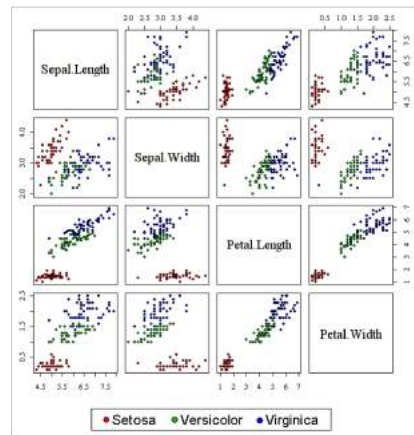 2.0 2.5 3.0 3.5 4.0
0.5 1.0 1.5 2.0 2.5
Sepal.Length
4.5 5.5 6.5 7.5
2.0 3.0 4.0
Sepal.Width
Petal.Length
1 2 3 4 5 6 7
0.5 1.5 2.5
Petal.Width
4.5 5.5 6.5 7.5
1 2 3 4 5 6 7
Setosa Versicolor Virginica